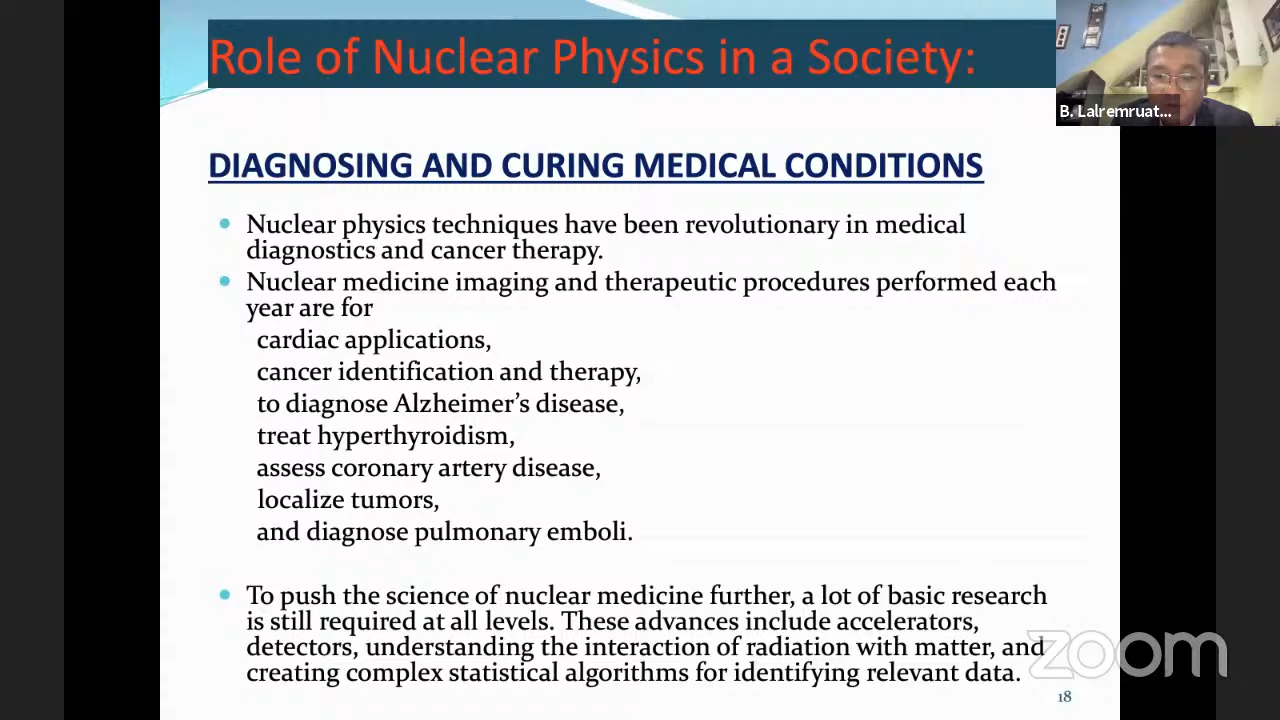 Role of Nuclear Physics in a Society:
B. Lalremruat...
DIAGNOSING AND CURING MEDICAL CONDITIONS
• Nuclear physics techniques have been revolutionary in medical
diagnostics and cancer therapy.
• Nuclear medicine imaging and therapeutic procedures performed each
year are for
cardiac applications,
cancer identification and therapy,
to diagnose Alzheimer’s disease,
treat hyperthyroidism,
assess coronary artery disease,
localize tumors,
and diagnose pulmonary emboli.
• To push the science of nuclear medicine further, a lot of basic research
is still required at all levels. These advances include accelerators,
detectors, understanding the interaction of radiation with matter, and
creating complex statistical algorithms for identifying relevant data.
zoom
18